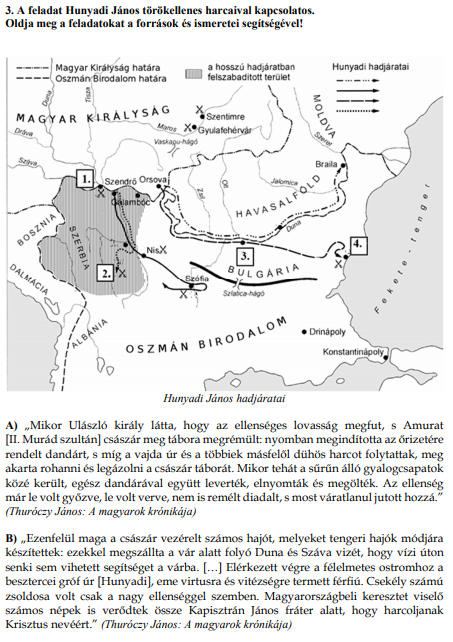 3. A feladat Hunyadi János törökellenes harcaival kapcsolatos.
Oldja meg a feladatokat a források és ismeretei segítségével!
Magyar Királyság határa
Oszmán Birodalom határa
a hosszú hadjáratban
felszabadított terület
Hunyadi hadjáratai
Duna
Tisza
MAGYAR KIRÁLYSÁG
Szentimre
Gyulafehérvár
Maros
Vaskapu-hágó
MOLDVA
Szeret
Dráva
Száva
1.
Szendrő
Orsova
Galambóc
Zsil
Olt
Jalomica
Braila
HAVASALFÖLD
Duna
BOSZNIA
SZERBIA
Nis
2.
3.
4.
BULGÁRIA
Szófia
Szlatica-hágó
DALMÁCIA
ALBÁNIA
Fekete-tenger
OSZMÁN BIRODALOM
Drinápoly
Konstantinápoly
Hunyadi János hadjáratai
A) „Mikor Ulászló király látta, hogy az ellenséges lovasság megfut, s Amurat
[II. Murád szultán] császár meg tábora megrémült: nyomban megindította az őrizetére
rendelt dandárt, s míg a vajda úr és a többiek másfelől dühös harcot folytattak, meg
akarta rohanni és legázolni a császár táborát. Mikor tehát a sűrűn álló gyalogcsapatok
közé került, egész dandárával együtt leverték, elnyomták és megölték. Az ellenség
már le volt győzve, le volt verve, nem is remélt diadalt, s most váratlanul jutott hozzá.”
(Thuróczy János: A magyarok krónikája)
B) „Ezenfelül maga a császár vezérelt számos hajót, melyeket tengeri hajók módjára
készítettek: ezekkel megszállta a vár alatt folyó Duna és Száva vizét, hogy vízi úton
senki sem vihetett segítséget a várba. […] Elérkezett végre a félelmetes ostromhoz a
besztercei gróf úr [Hunyadi], eme virtusra és vitézségre termett férfiú. Csekély számú
zsoldosa volt csak a nagy ellenséggel szemben. Magyarországbeli keresztet viselő
számos népek is verődtek össze Kapisztrán János fráter alatt, hogy harcoljanak
Krisztus nevéért.” (Thuróczy János: A magyarok krónikája)